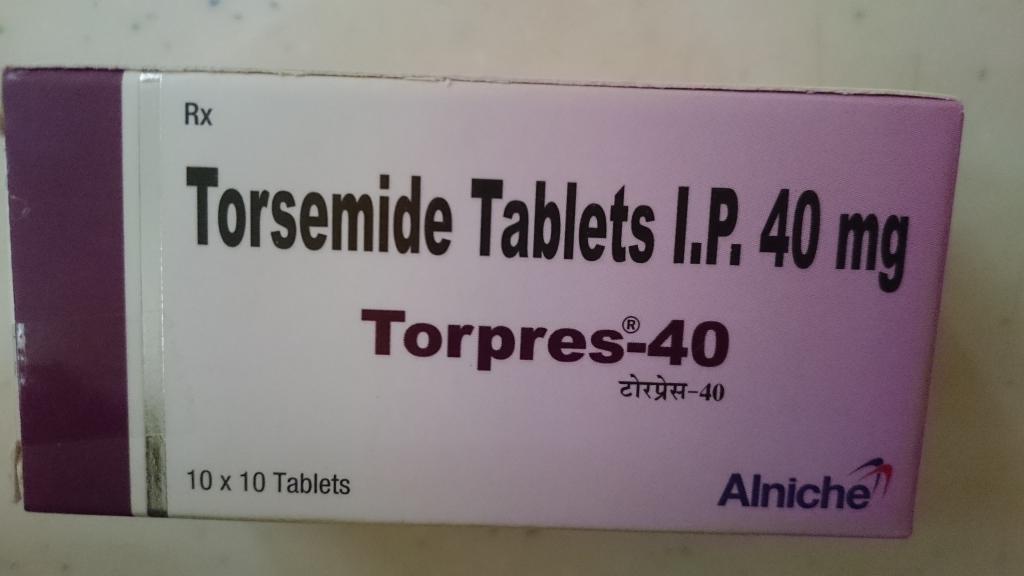 Rx
Torsemide Tablets I.P. 40 mg
Torpres®-40
टोरप्रेस-40
10 x 10 Tablets
Alniche